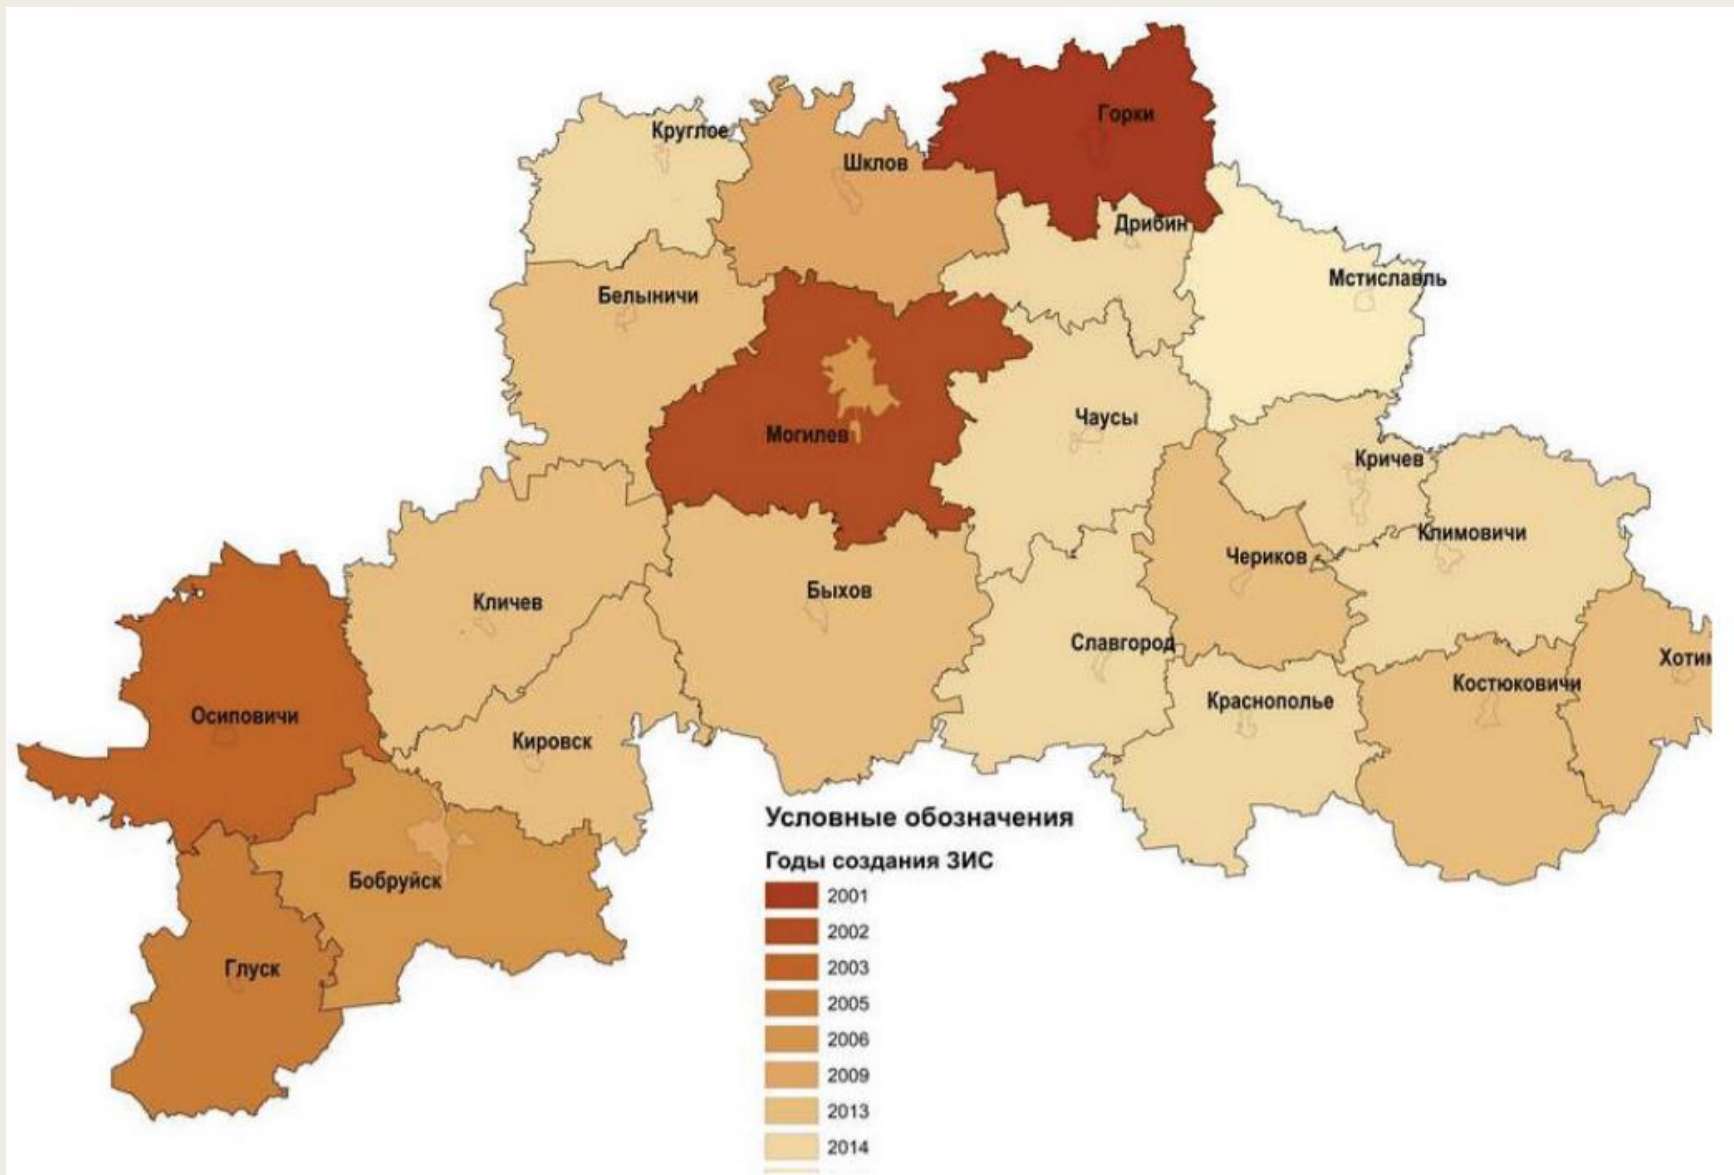 Горки
Круглое
Шклов
Дрибин
Мстиславль
Белыничи
Чаусы
Могилев
Кричев
Климовичи
Чериков
Быхов
Кличев
Славгород
Хотим
Костюковичи
Краснополье
Осиповичи
Кировск
Бобруйск
Глуск
Условные обозначения
Годы создания ЗИС
2001
2002
2003
2005
2006
2009
2013
2014